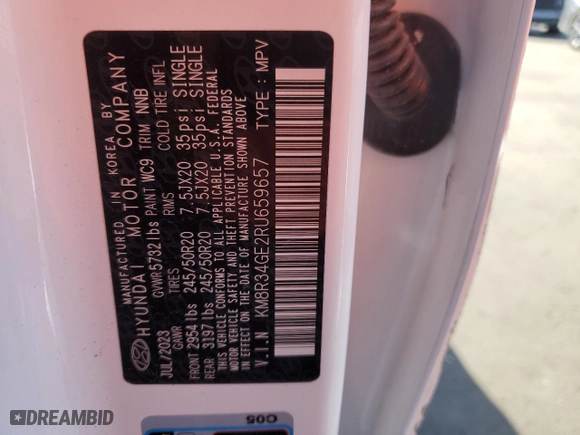 MANUFACTURED IN KOREA BY
HYUNDAI MOTOR COMPANY
JUL/2023 GVWR 5732 lbs PAINT WC9 TRIM NNB
GAWR TIRES RIMS COLD TIRE INFL
FRONT 2954 lbs 245/50R20 7.5JX20 35psi SINGLE
REAR 3197 lbs 245/50R20 7.5JX20 35psi SINGLE
THIS VEHICLE CONFORMS TO ALL APPLICABLE U.S.A. FEDERAL
MOTOR VEHICLE SAFETY AND THEFT PREVENTION STANDARDS
IN EFFECT ON THE DATE OF MANUFACTURE SHOWN ABOVE
V.I.N KM8R34GE2RU659657 TYPE : MPV
C05
DREAMBID